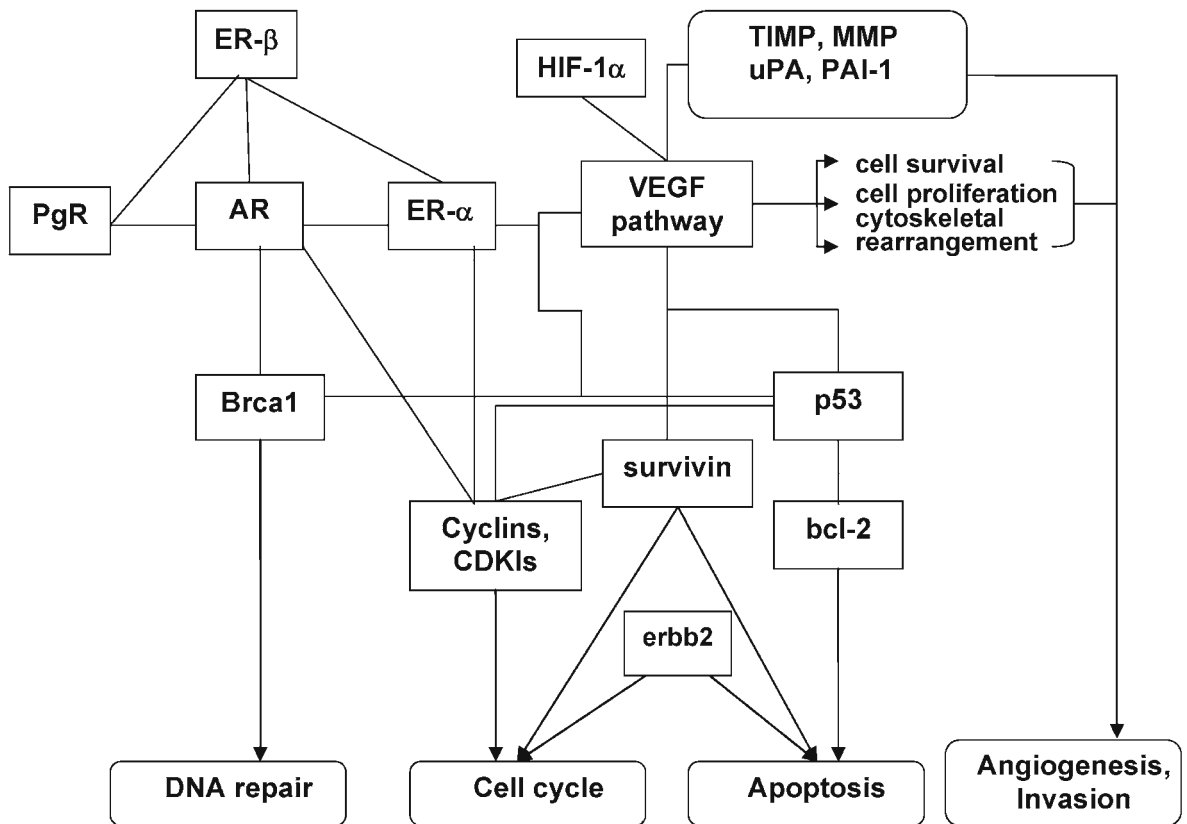 ER-β
HIF-1α
TIMP, MMP
uPA, PAI-1
PgR
AR
ER-α
VEGF
pathway
cell survival
cell proliferation
cytoskeletal
rearrangement
Brca1
p53
survivin
Cyclins,
CDKIs
bcl-2
erbb2
DNA repair
Cell cycle
Apoptosis
Angiogenesis,
Invasion